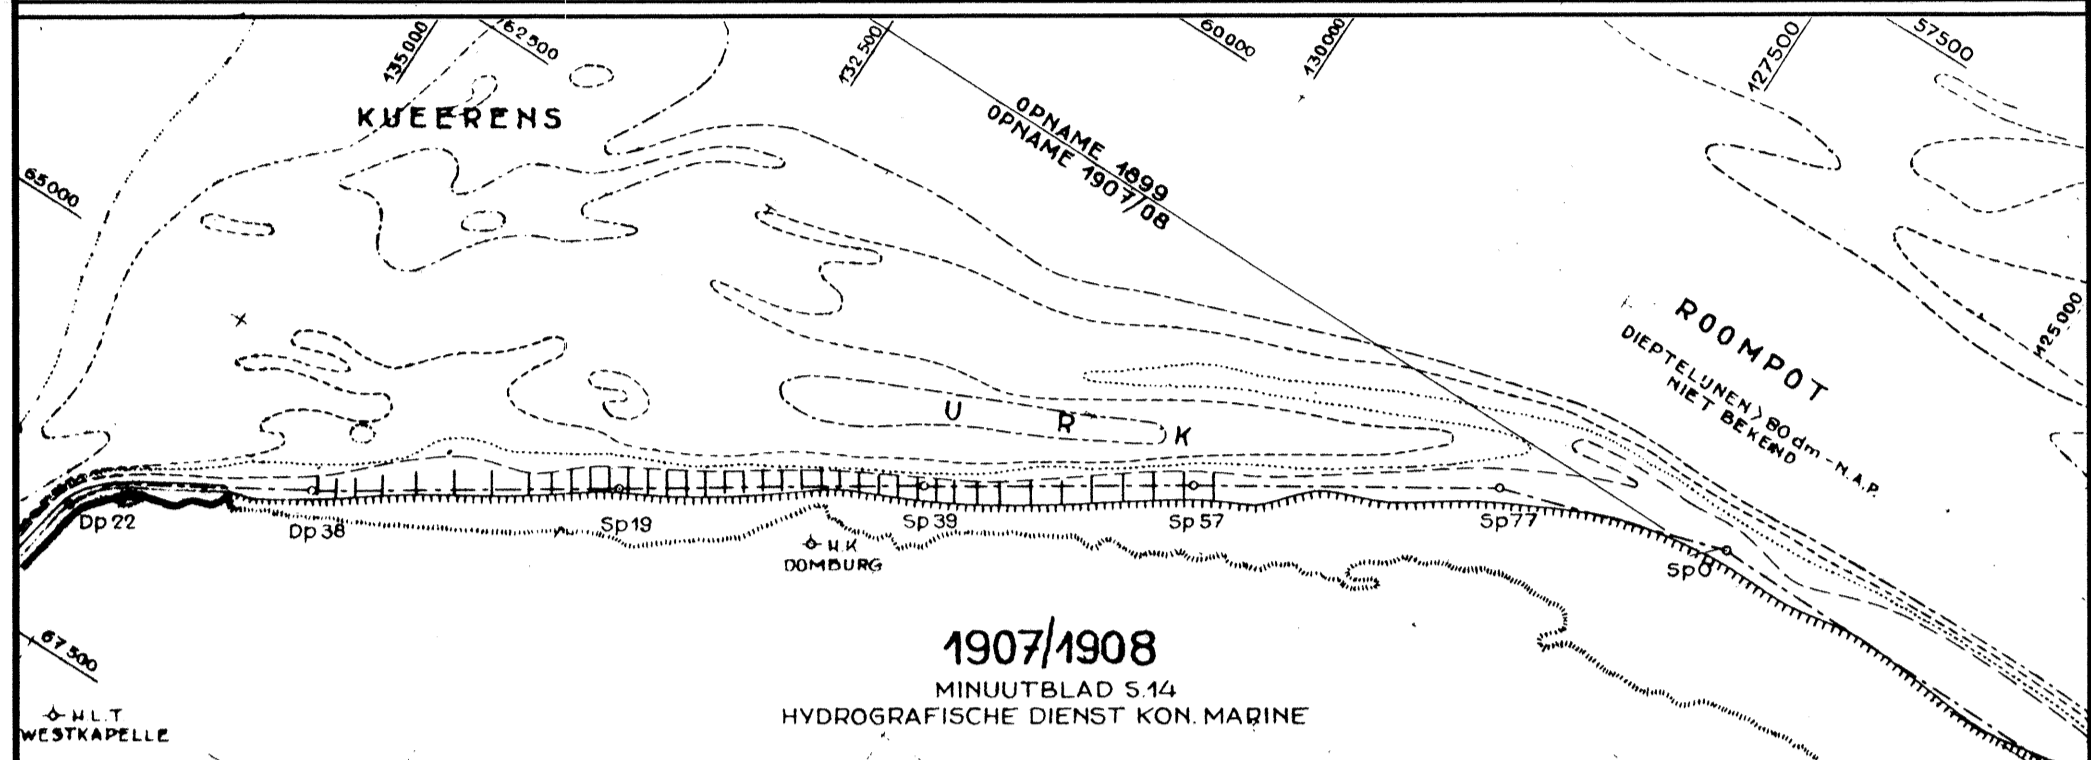 135000
62500
132500
60000
130000
127500
57500
KUEERENS
OPNAME 1899
OPNAME 1907/08
65000
ROOMPOT
DIEPTELIJNEN > 80 dm - N.A.P.
NIET BEKEND
125000
U R K
Dp 22
Dp 38
Sp 19
Sp 39
Sp 57
Sp 77
Sp 0
H.K
DOMBURG
67500
1907/1908
MINUUTBLAD S.14
HYDROGRAFISCHE DIENST KON. MARINE
H.L.T
WESTKAPELLE